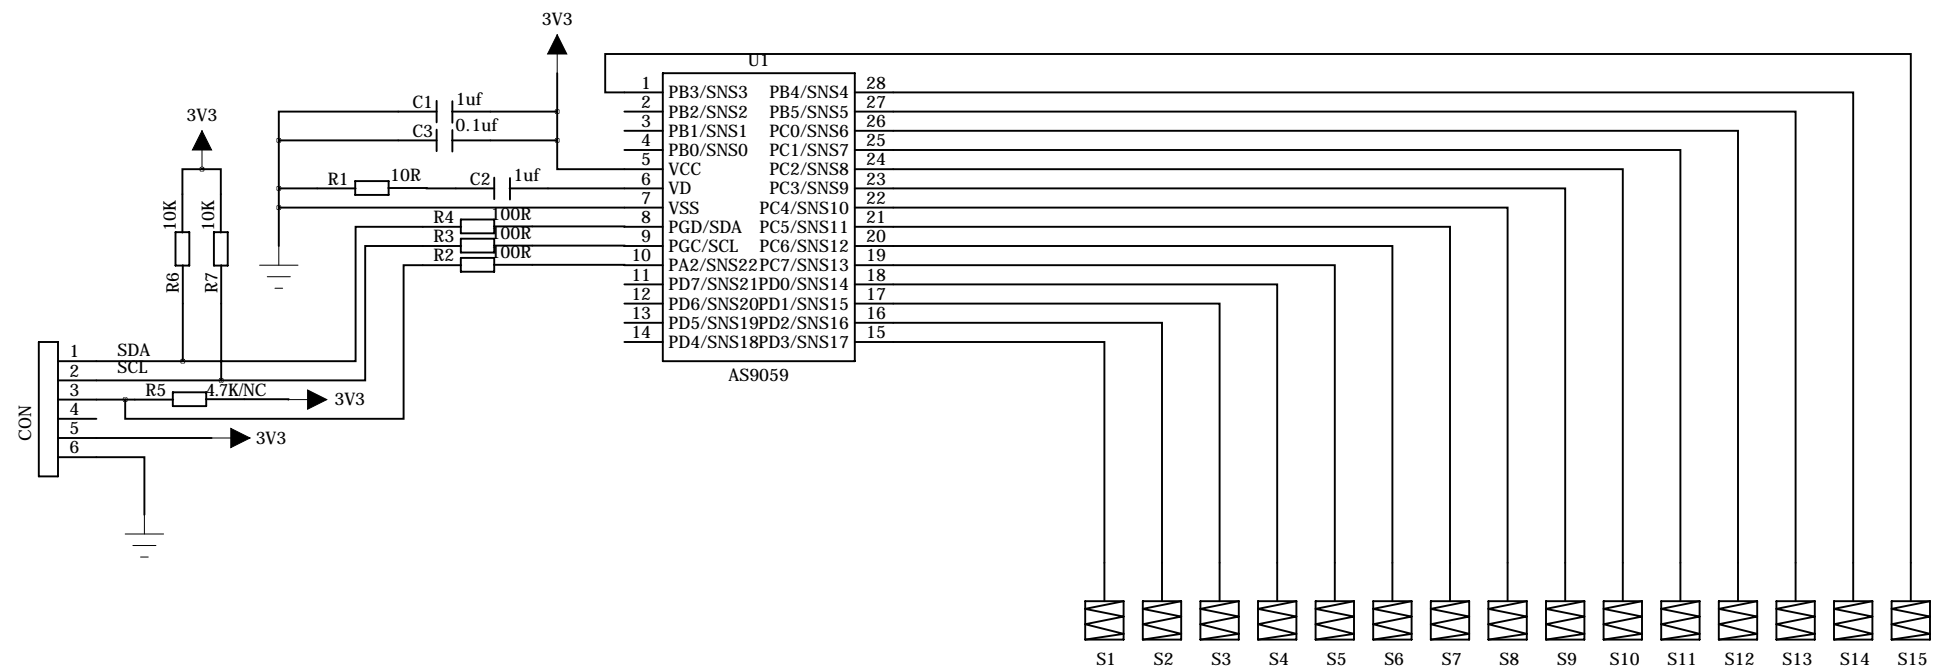 3V3
U1
1 PB3/SNS3 PB4/SNS4 28
2 PB2/SNS2 PB5/SNS5 27
3 PB1/SNS1 PC0/SNS6 26
4 PB0/SNS0 PC1/SNS7 25
5 VCC PC2/SNS8 24
6 VD PC3/SNS9 23
7 VSS PC4/SNS10 22
8 PGD/SDA PC5/SNS11 21
9 PGC/SCL PC6/SNS12 20
10 PA2/SNS22 PC7/SNS13 19
11 PD7/SNS21 PD0/SNS14 18
12 PD6/SNS20 PD1/SNS15 17
13 PD5/SNS19 PD2/SNS16 16
14 PD4/SNS18 PD3/SNS17 15
AS9059
C1 1uf
C3 0.1uf
R1 10R C2 1uf
R4 100R
R3 100R
R2 100R
3V3
10K 10K
R6 R7
CON
1 SDA
2 SCL
3 R5 4.7K/NC 3V3
4
5 3V3
6
S1 S2 S3 S4 S5 S6 S7 S8 S9 S10 S11 S12 S13 S14 S15